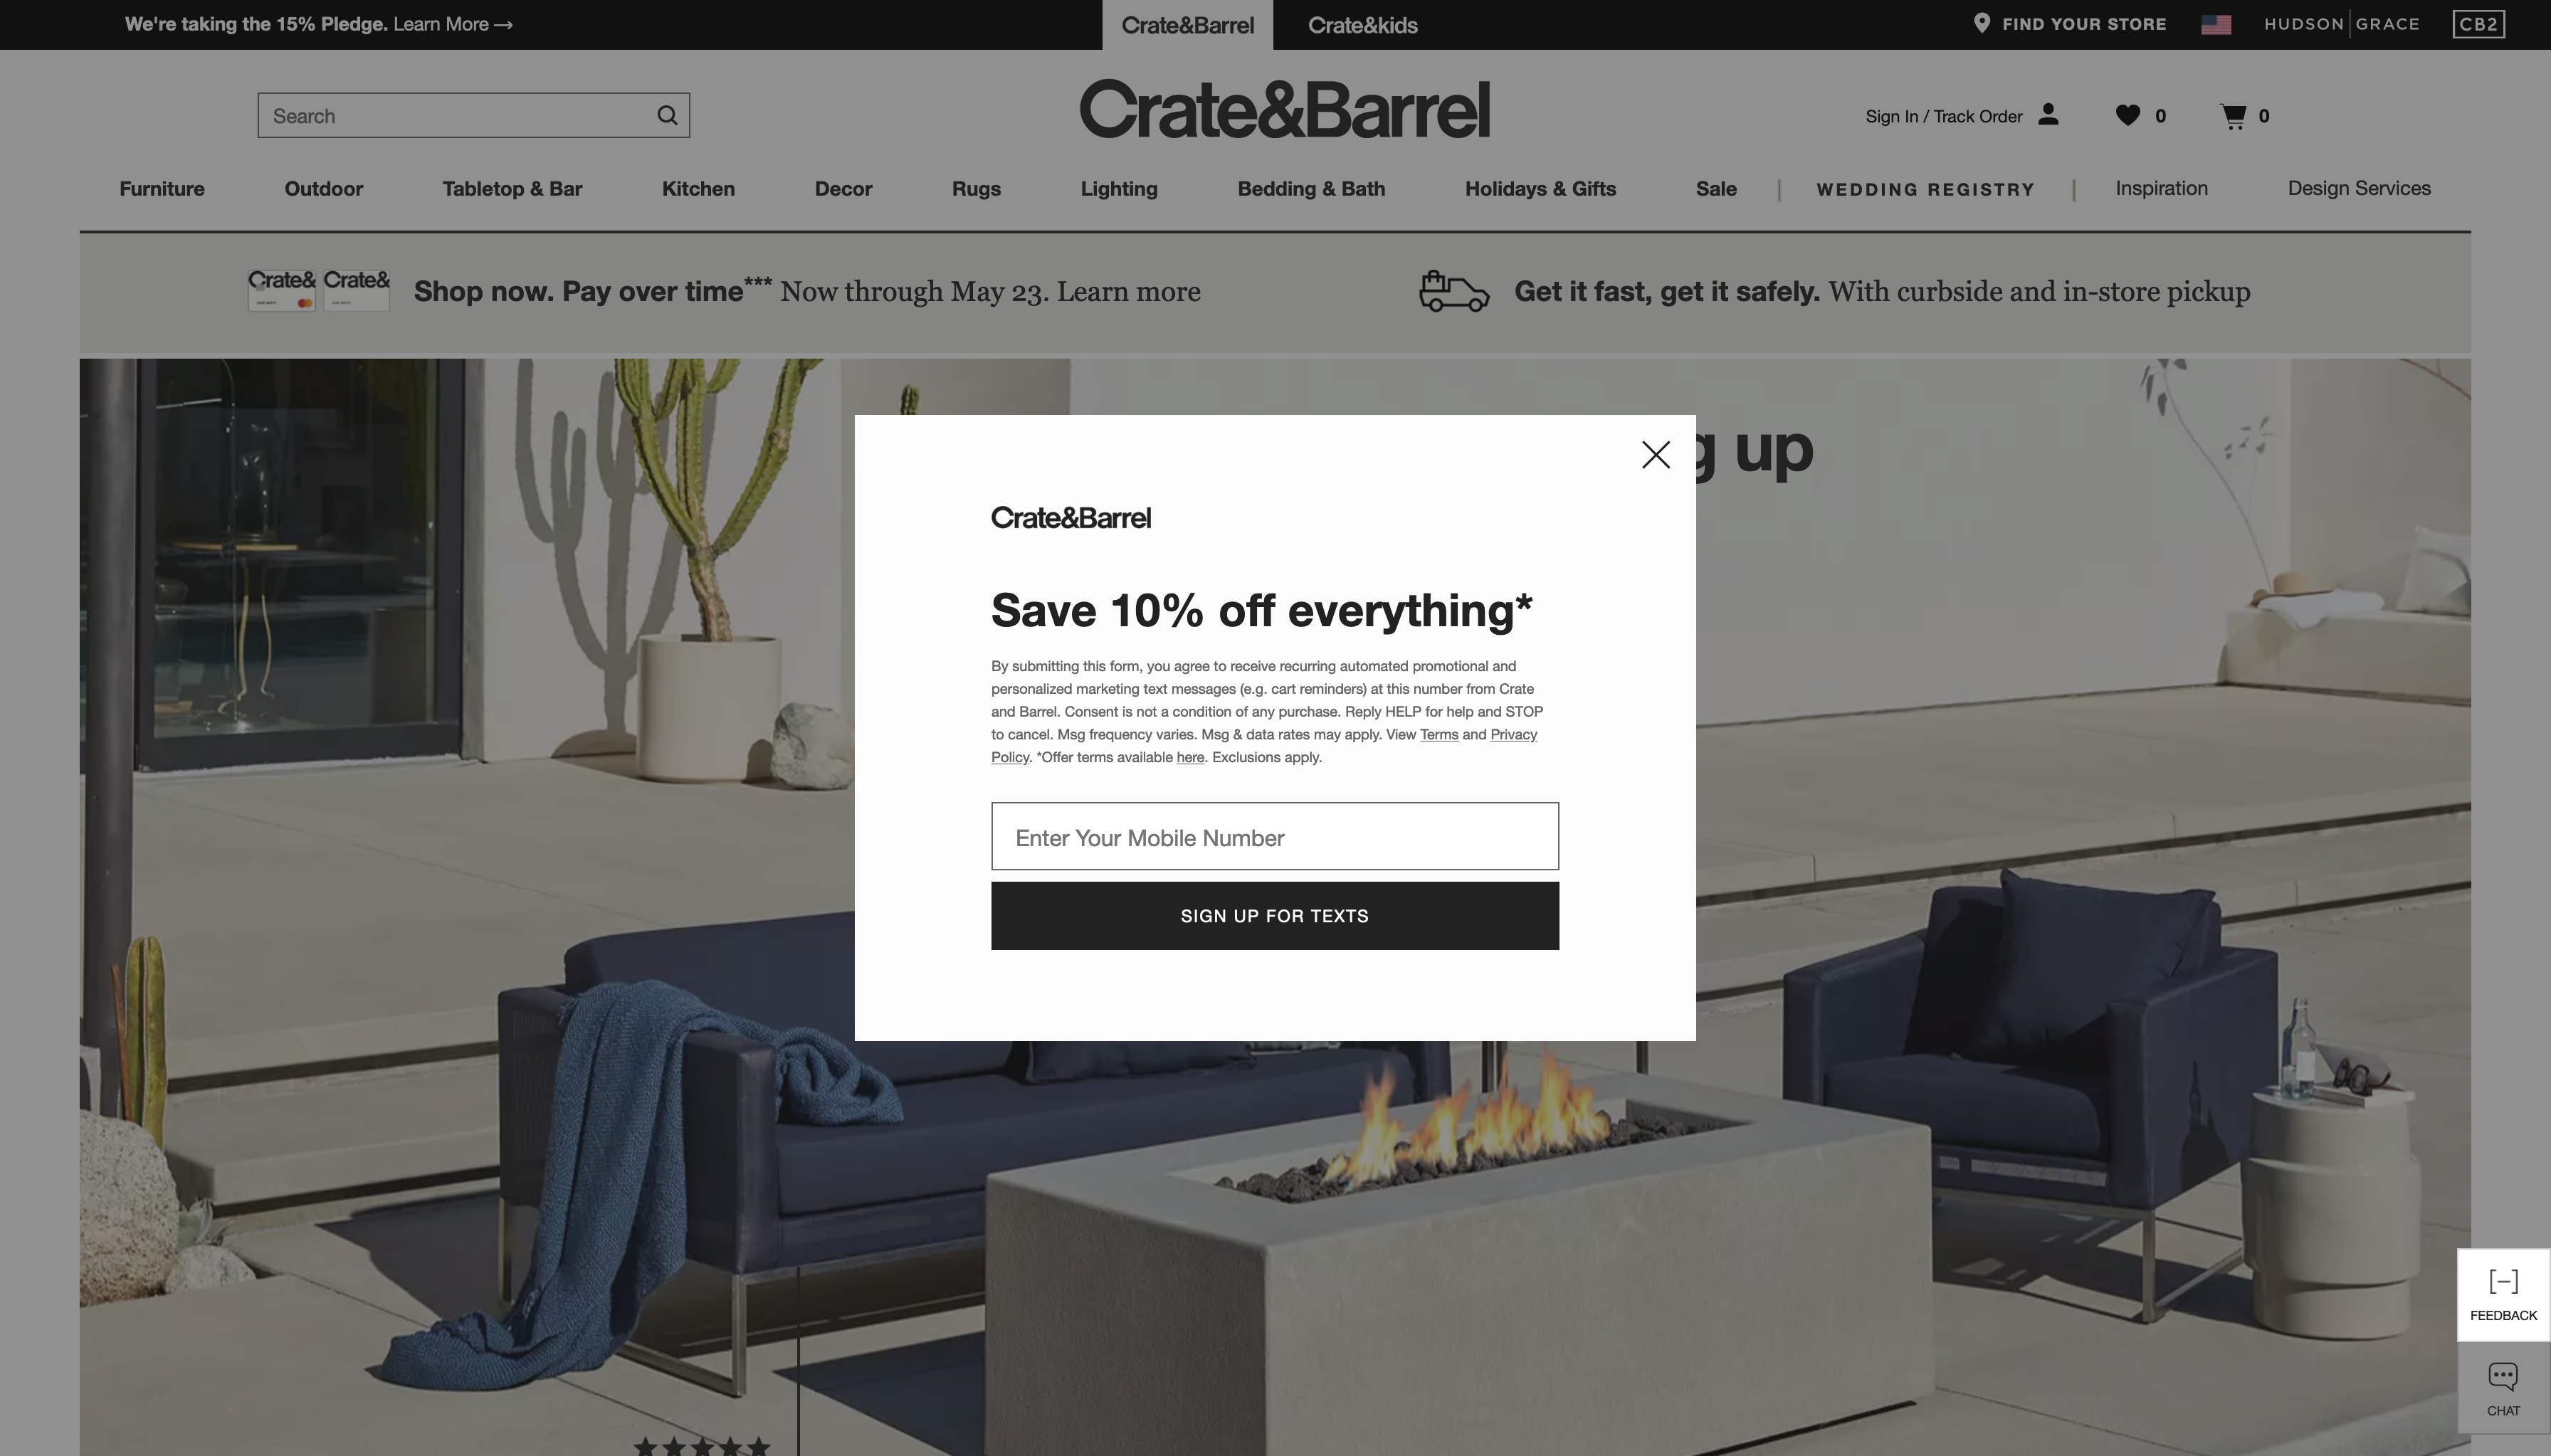 We're taking the 15% Pledge. Learn More →
Crate&Barrel
Crate&kids
FIND YOUR STORE
HUDSON|GRACE
CB2
Search
Crate&Barrel
Sign In / Track Order
0
0
Furniture
Outdoor
Tabletop & Bar
Kitchen
Decor
Rugs
Lighting
Bedding & Bath
Holidays & Gifts
Sale
WEDDING REGISTRY
Inspiration
Design Services
Crate&
Crate&
Shop now. Pay over time*** Now through May 23. Learn more
Get it fast, get it safely. With curbside and in-store pickup
up
Crate&Barrel
Save 10% off everything*
By submitting this form, you agree to receive recurring automated promotional and
personalized marketing text messages (e.g. cart reminders) at this number from Crate
and Barrel. Consent is not a condition of any purchase. Reply HELP for help and STOP
to cancel. Msg frequency varies. Msg & data rates may apply. View Terms and Privacy
Policy. *Offer terms available here. Exclusions apply.
Enter Your Mobile Number
SIGN UP FOR TEXTS
[−]
FEEDBACK
CHAT